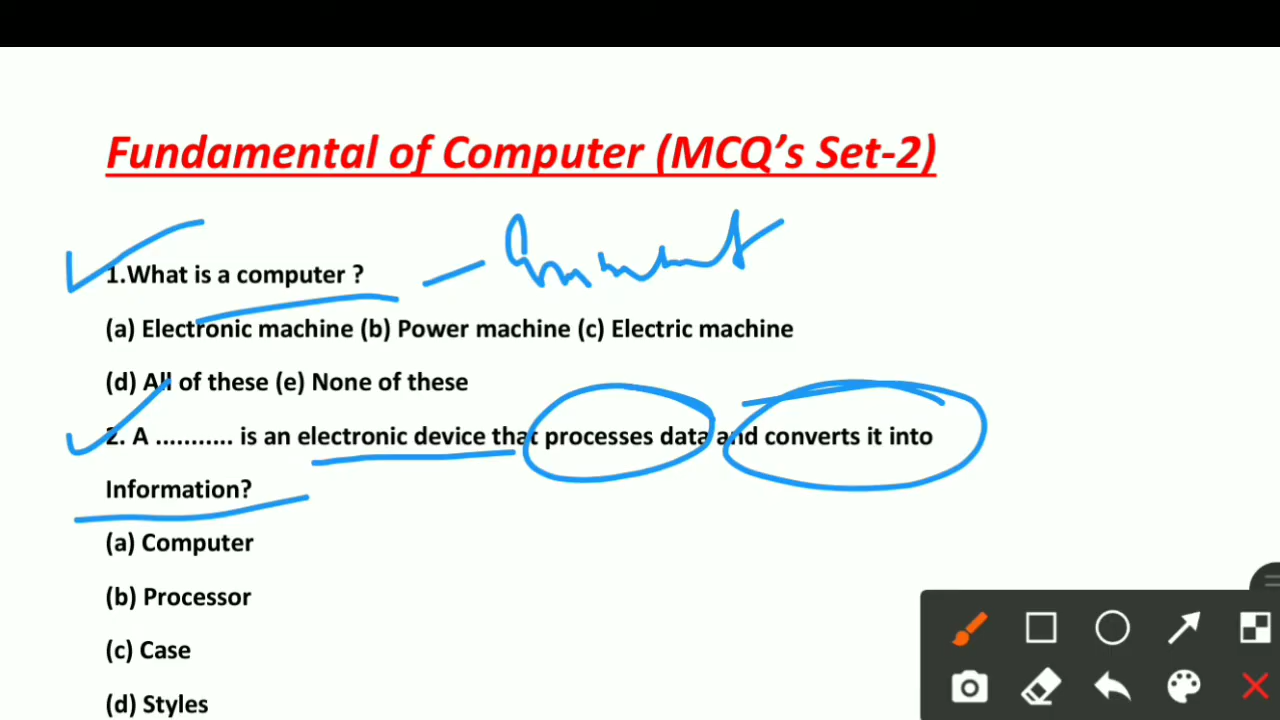 Fundamental of Computer (MCQ's Set-2)
1.What is a computer ?
(a) Electronic machine (b) Power machine (c) Electric machine
(d) All of these (e) None of these
2. A ........... is an electronic device that processes data and converts it into
Information?
(a) Computer
(b) Processor
(c) Case
(d) Styles